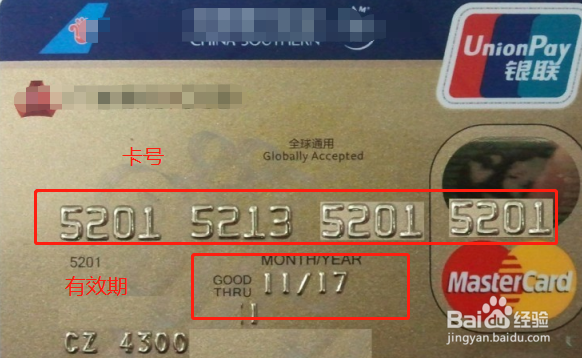 CHINA SOUTHERN
UnionPay
银联
全球通用
Globally Accepted
卡号
5201 5213 5201 5201
5201
MONTH/YEAR
有效期
GOOD THRU 11/17
MasterCard
CZ 4300
Baidu 经验
jingyan.baidu.com